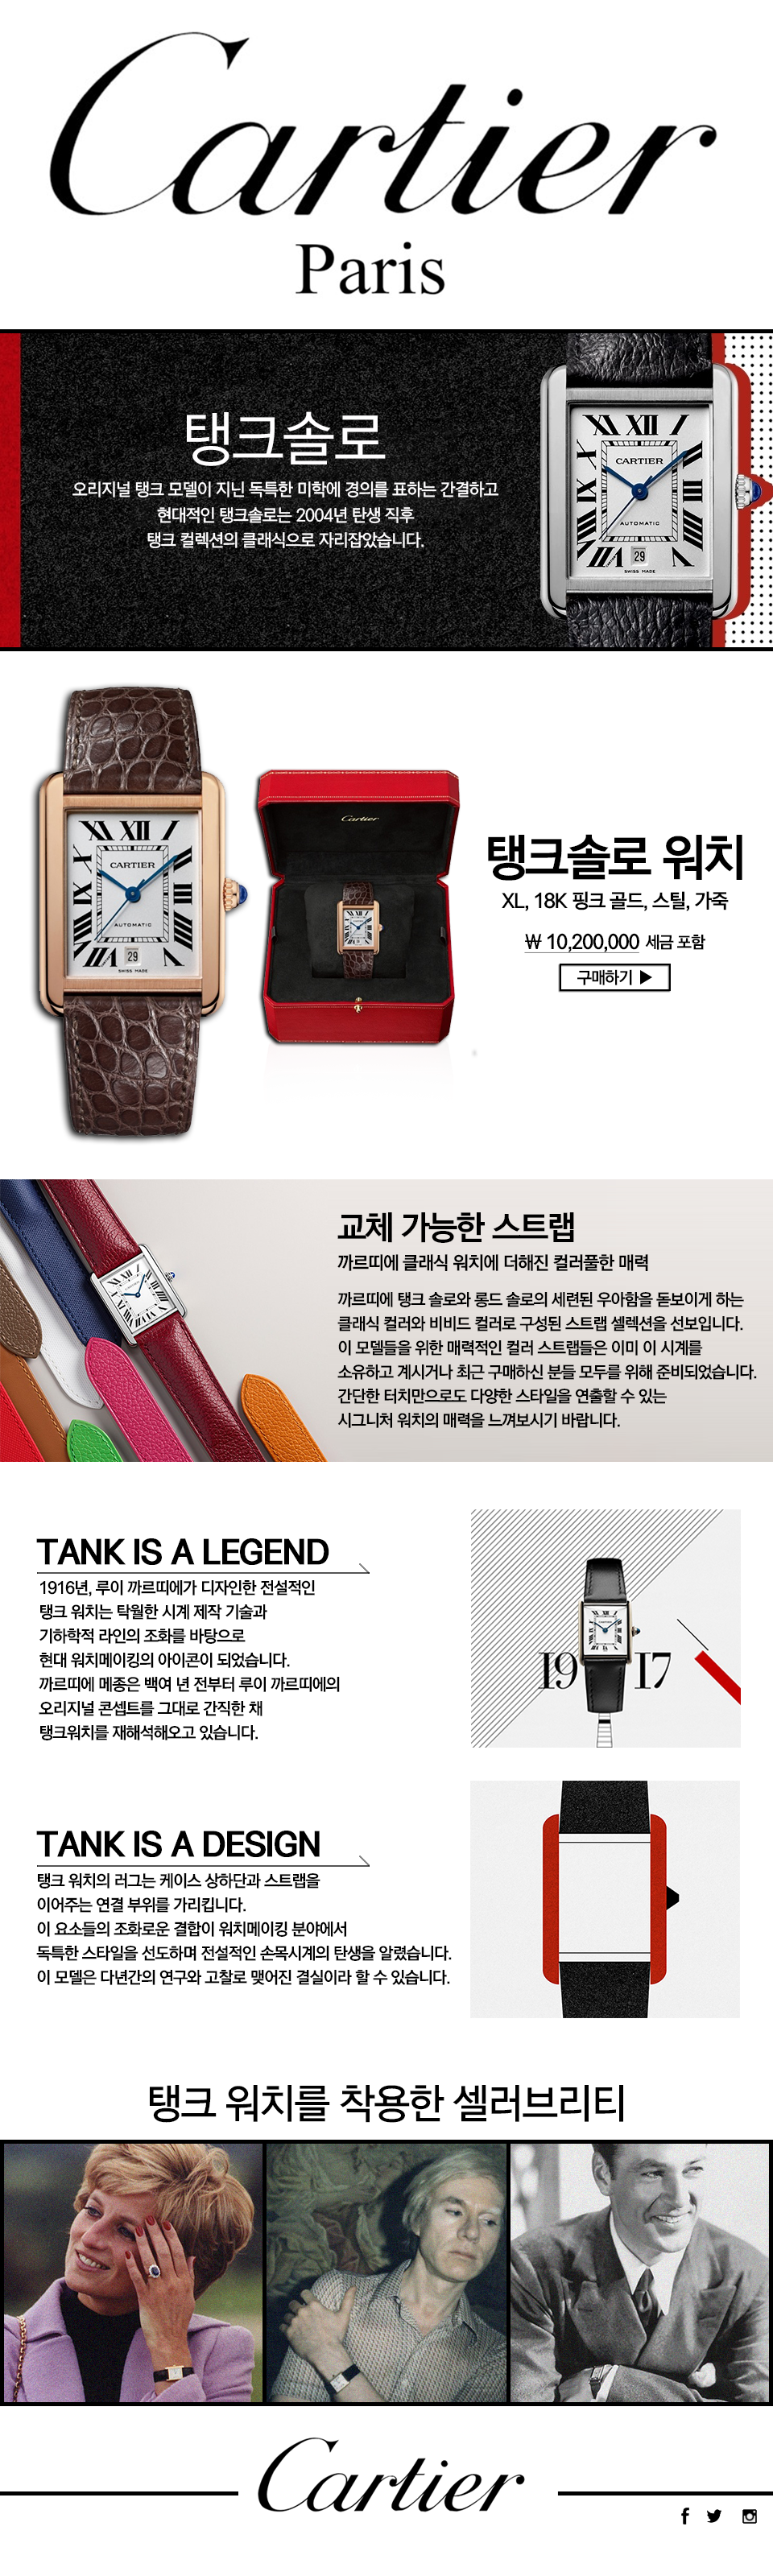 Cartier
Paris
탱크솔로
오리지널 탱크 모델이 지닌 독특한 미학에 경의를 표하는 간결하고
현대적인 탱크솔로는 2004년 탄생 직후
탱크 컬렉션의 클래식으로 자리잡았습니다.
CARTIER
AUTOMATIC
29
SWISS MADE
CARTIER
AUTOMATIC
29
SWISS MADE
Cartier
탱크솔로 워치
XL, 18K 핑크 골드, 스틸, 가죽
₩ 10,200,000 세금 포함
구매하기 ▶
교체 가능한 스트랩
까르띠에 클래식 워치에 더해진 컬러풀한 매력
까르띠에 탱크 솔로와 롱드 솔로의 세련된 우아함을 돋보이게 하는
클래식 컬러와 비비드 컬러로 구성된 스트랩 셀렉션을 선보입니다.
이 모델들을 위한 매력적인 컬러 스트랩들은 이미 이 시계를
소유하고 계시거나 최근 구매하신 분들 모두를 위해 준비되었습니다.
간단한 터치만으로도 다양한 스타일을 연출할 수 있는
시그니처 워치의 매력을 느껴보시기 바랍니다.
TANK IS A LEGEND
1916년, 루이 까르띠에가 디자인한 전설적인
탱크 워치는 탁월한 시계 제작 기술과
기하학적 라인의 조화를 바탕으로
현대 워치메이킹의 아이콘이 되었습니다.
까르띠에 메종은 백여 년 전부터 루이 까르띠에의
오리지널 콘셉트를 그대로 간직한 채
탱크워치를 재해석해오고 있습니다.
19 17
TANK IS A DESIGN
탱크 워치의 러그는 케이스 상하단과 스트랩을
이어주는 연결 부위를 가리킵니다.
이 요소들의 조화로운 결합이 워치메이킹 분야에서
독특한 스타일을 선도하며 전설적인 손목시계의 탄생을 알렸습니다.
이 모델은 다년간의 연구와 고찰로 맺어진 결실이라 할 수 있습니다.
탱크 워치를 착용한 셀러브리티
Cartier